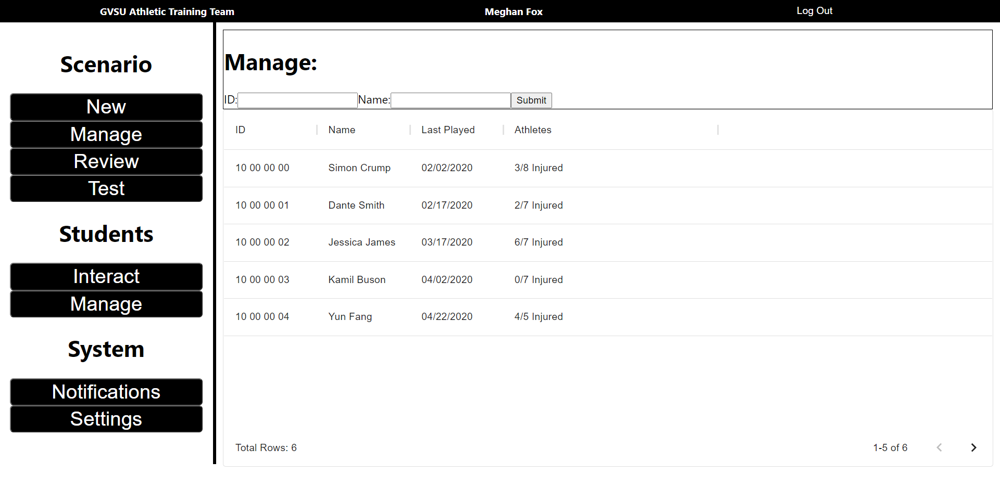 GVSU Athletic Training Team Meghan Fox Log Out
Scenario
New
Manage
Review
Test
Students
Interact
Manage
System
Notifications
Settings
Manage:
ID: Name: Submit
ID Name Last Played Athletes
10 00 00 00 Simon Crump 02/02/2020 3/8 Injured
10 00 00 01 Dante Smith 02/17/2020 2/7 Injured
10 00 00 02 Jessica James 03/17/2020 6/7 Injured
10 00 00 03 Kamil Buson 04/02/2020 0/7 Injured
10 00 00 04 Yun Fang 04/22/2020 4/5 Injured
Total Rows: 6 1-5 of 6